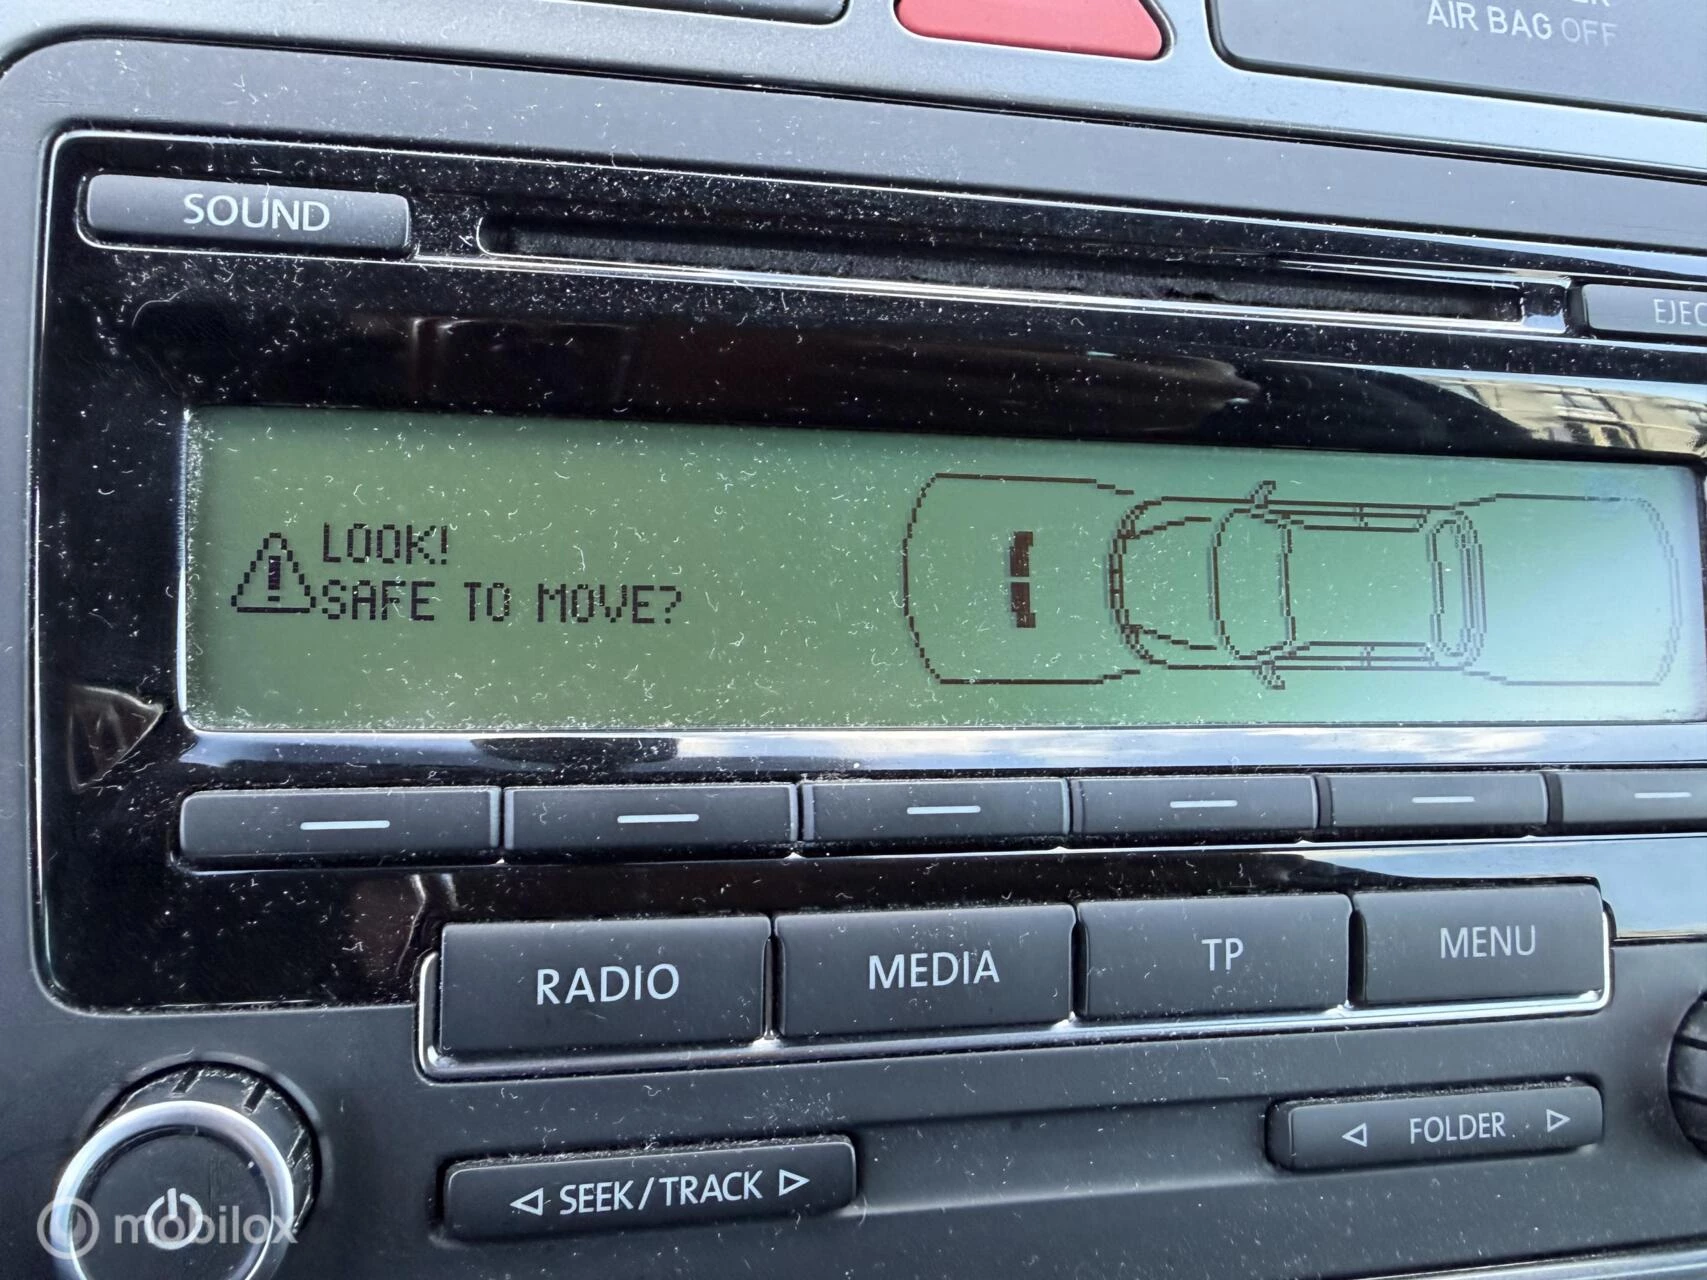 AIR BAG OFF
SOUND
LOOK!
SAFE TO MOVE?
RADIO
MEDIA
TP
MENU
FOLDER
SEEK/TRACK
mobilox